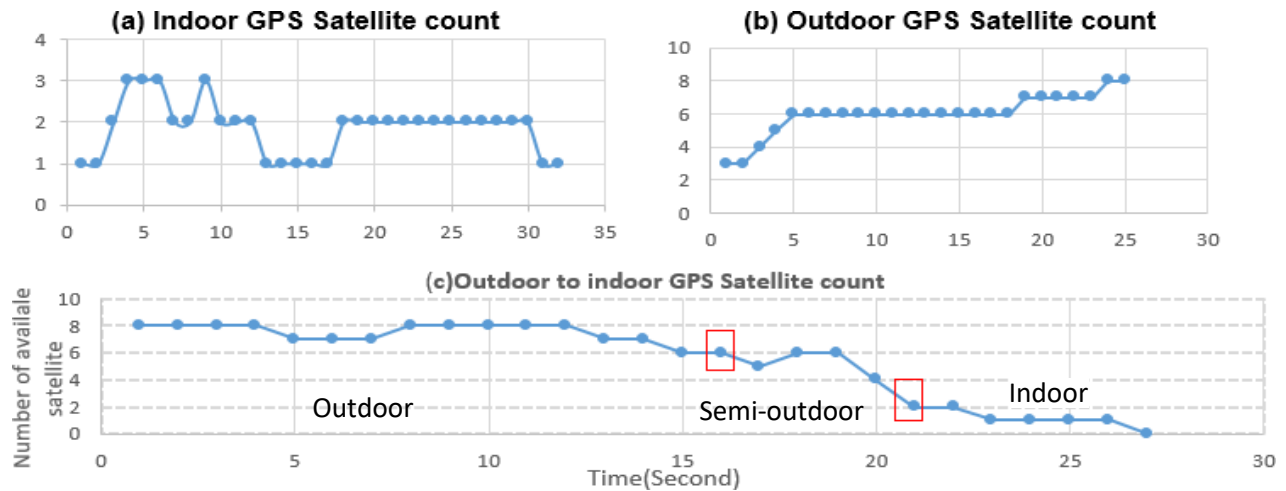 (a) Indoor GPS Satellite count
4
3
2
1
0
0 5 10 15 20 25 30 35
(b) Outdoor GPS Satellite count
10
8
6
4
2
0
0 5 10 15 20 25 30
(c)Outdoor to indoor GPS Satellite count
Number of availale
satellite
10
8
6
4
2
0
Outdoor
Semi-outdoor
Indoor
0 5 10 15 20 25 30
Time(Second)